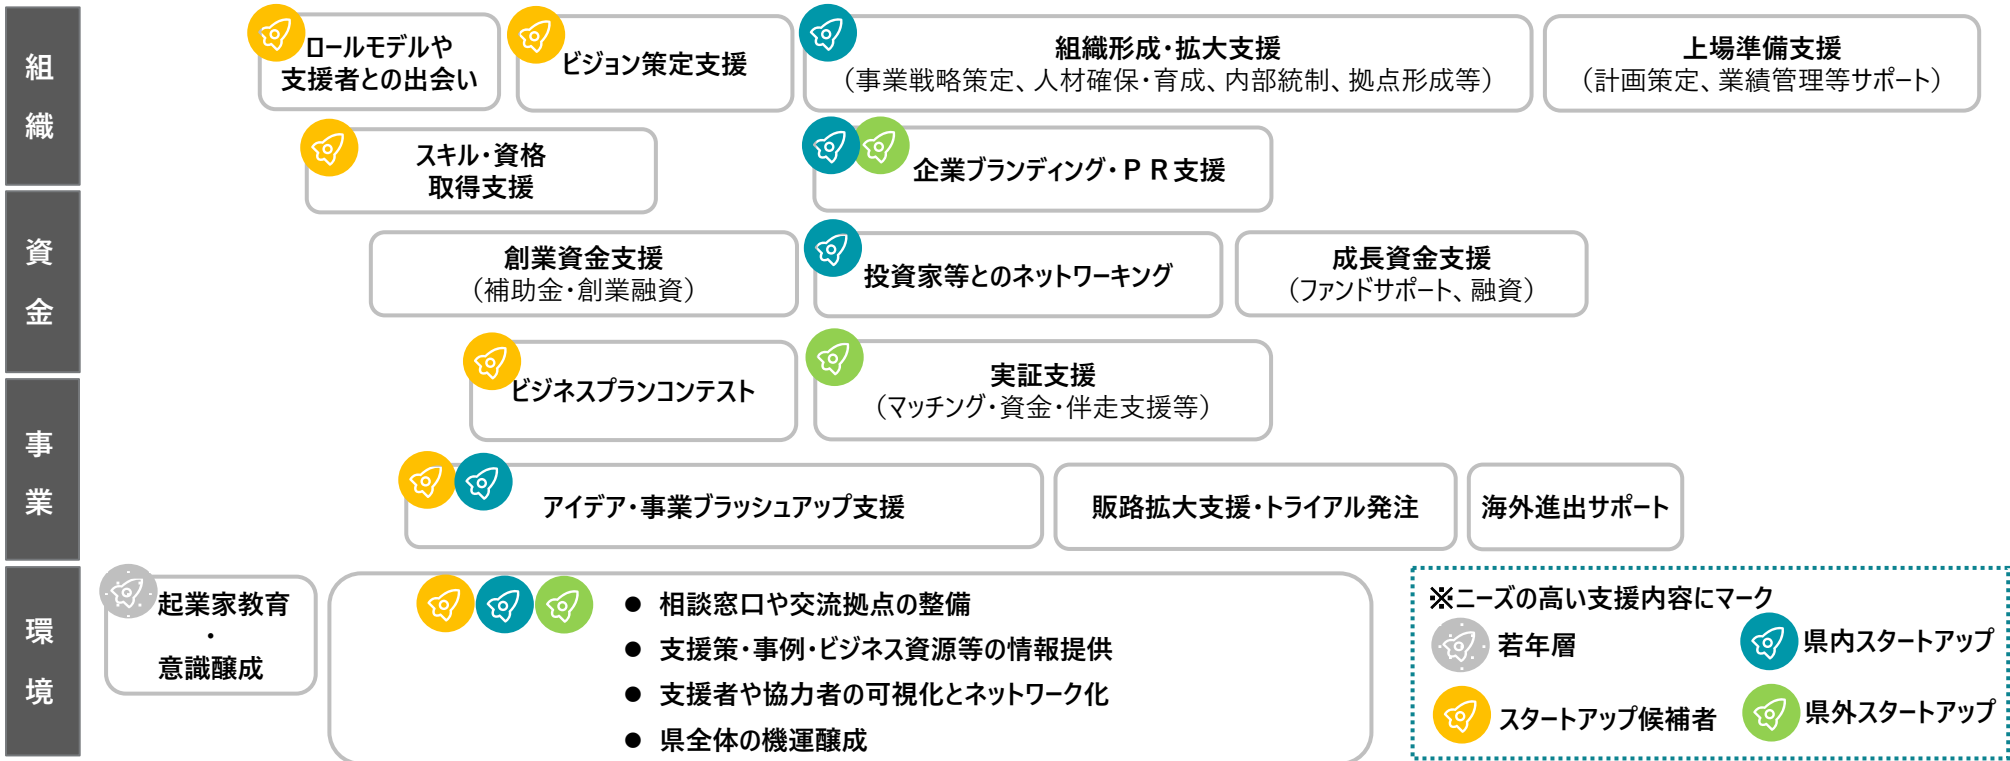 組織
ロールモデルや
支援者との出会い
ビジョン策定支援
組織形成・拡大支援
（事業戦略策定、人材確保・育成、内部統制、拠点形成等）
上場準備支援
（計画策定、業績管理等サポート）
スキル・資格
取得支援
企業ブランディング・ＰＲ支援
資金
創業資金支援
（補助金・創業融資）
投資家等とのネットワーキング
成長資金支援
（ファンドサポート、融資）
ビジネスプランコンテスト
実証支援
（マッチング・資金・伴走支援等）
事業
アイデア・事業ブラッシュアップ支援
販路拡大支援・トライアル発注
海外進出サポート
環境
起業家教育
・
意識醸成
● 相談窓口や交流拠点の整備
● 支援策・事例・ビジネス資源等の情報提供
● 支援者や協力者の可視化とネットワーク化
● 県全体の機運醸成
※ニーズの高い支援内容にマーク
若年層
県内スタートアップ
スタートアップ候補者
県外スタートアップ